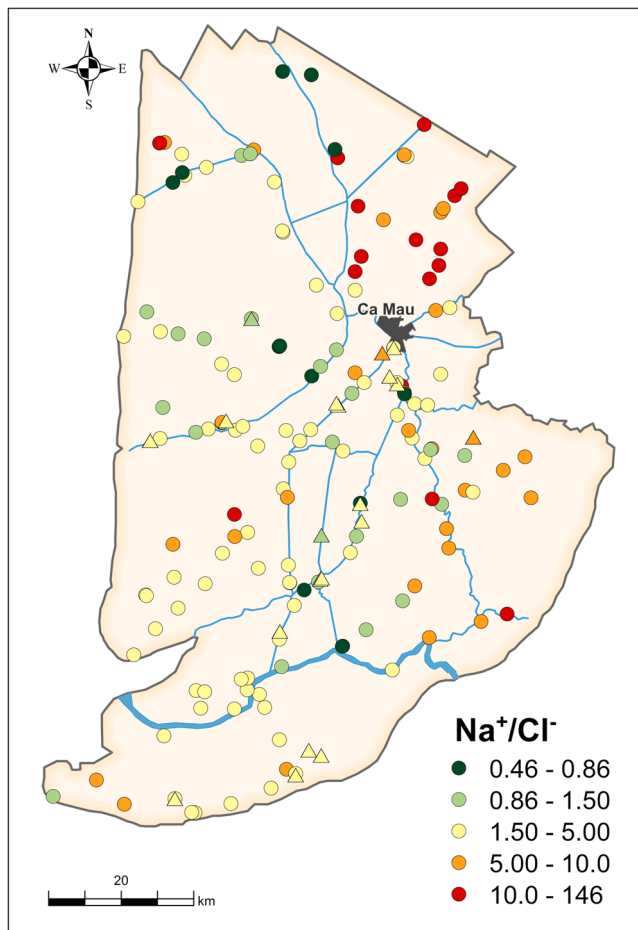 N
W E
S
Ca Mau
Na⁺/Cl⁻
0.46 - 0.86
0.86 - 1.50
1.50 - 5.00
5.00 - 10.0
10.0 - 146
20
km